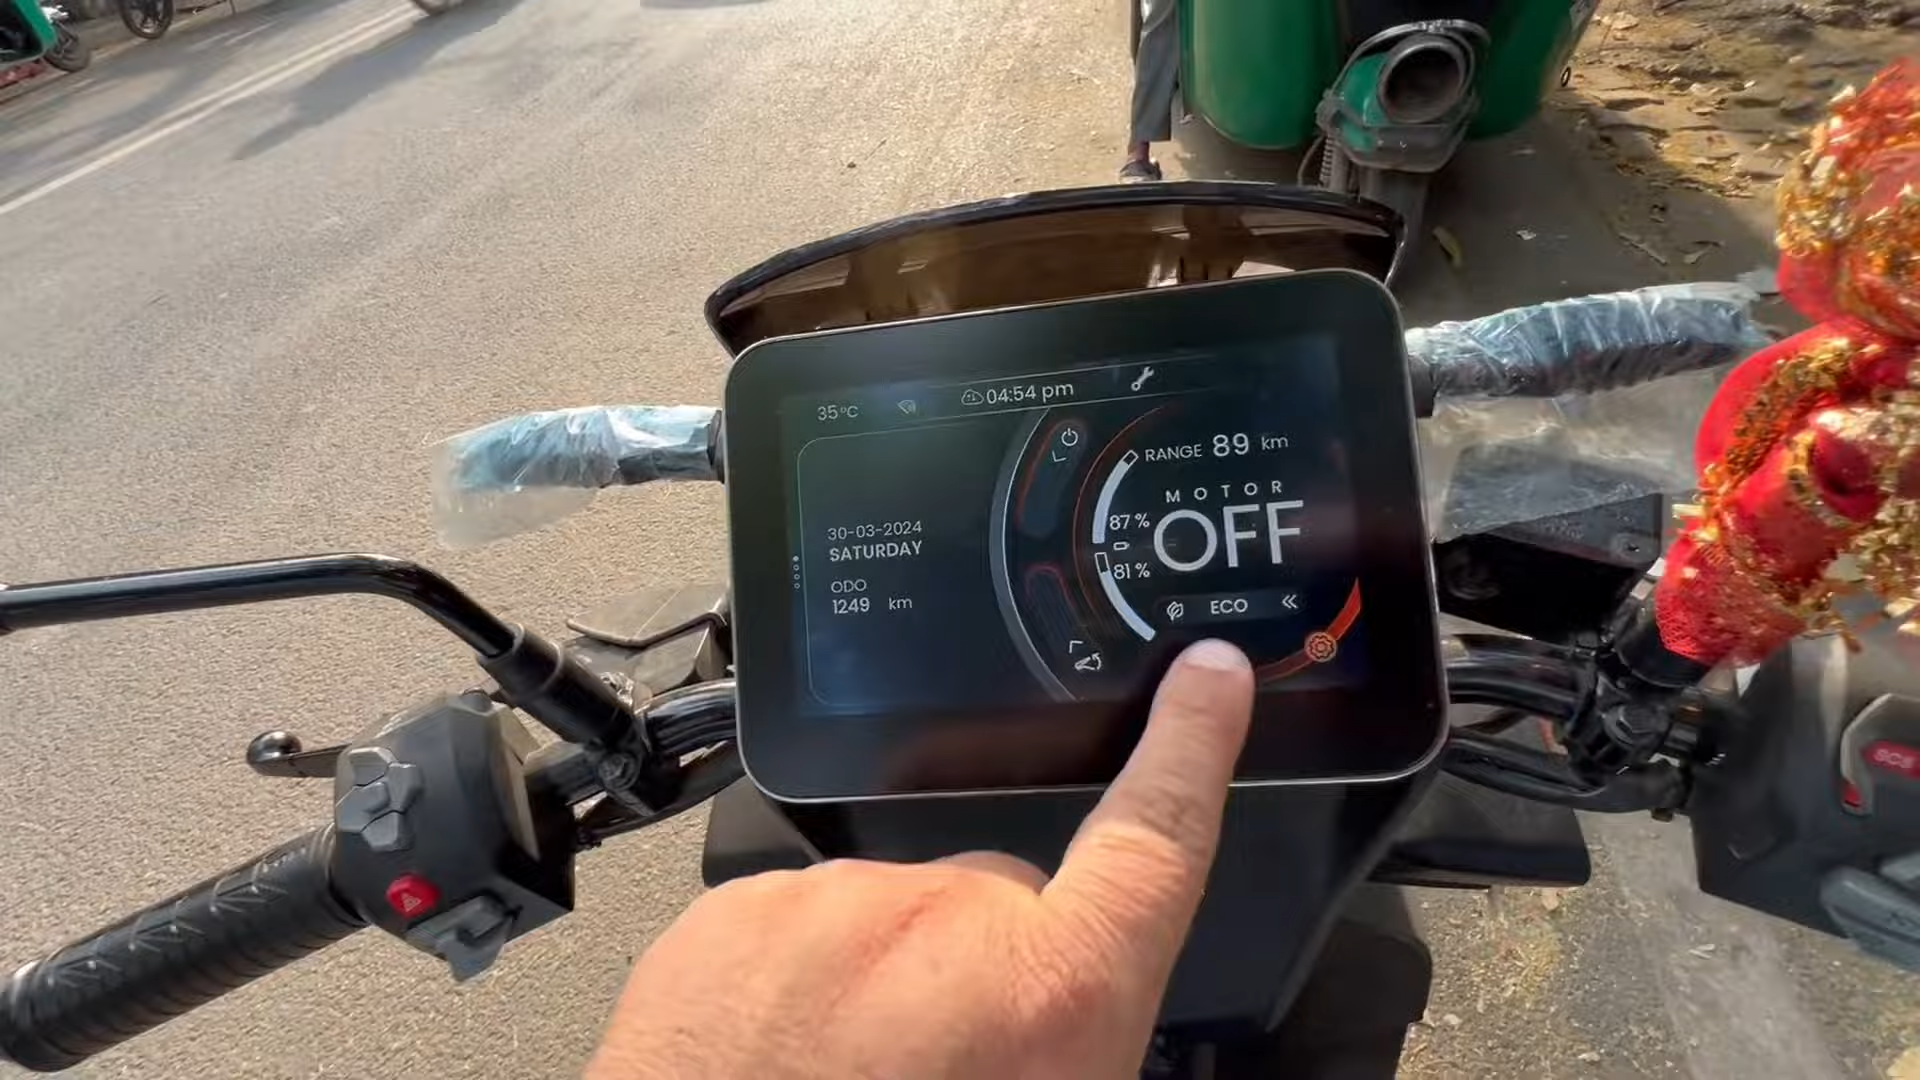 35°C
04:54 pm
RANGE 89 km
MOTOR
87 %
OFF
30-03-2024
SATURDAY
81 %
ODO
1249 km
ECO
SOS